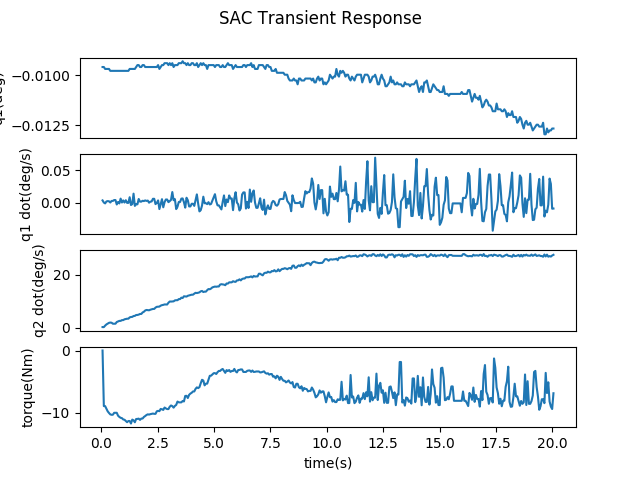 SAC Transient Response
−0.0100
−0.0125
q1(deg)
0.05
0.00
q1 dot(deg/s)
20
0
q2 dot(deg/s)
0
−10
torque(Nm)
0.0 2.5 5.0 7.5 10.0 12.5 15.0 17.5 20.0
time(s)